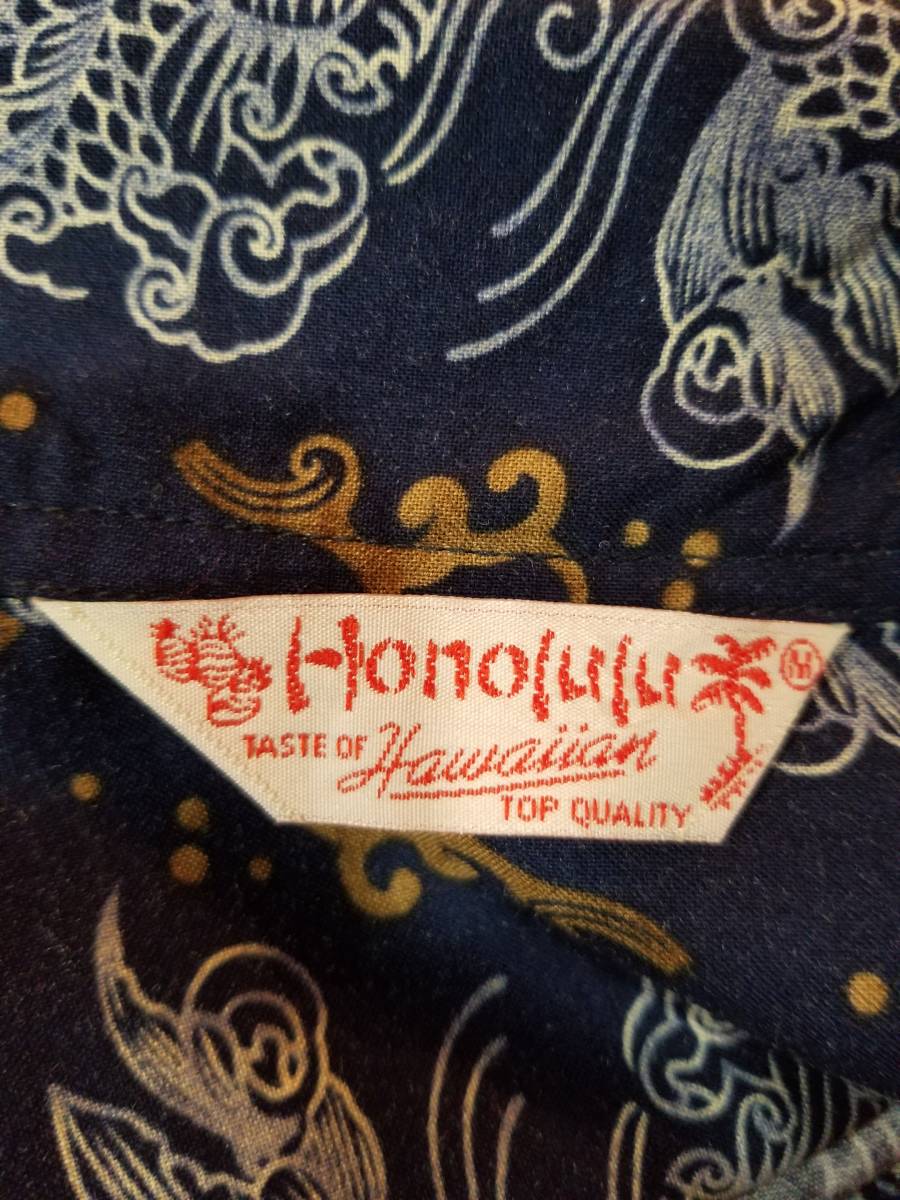 Honolulu
TASTE OF Hawaiian
TOP QUALITY